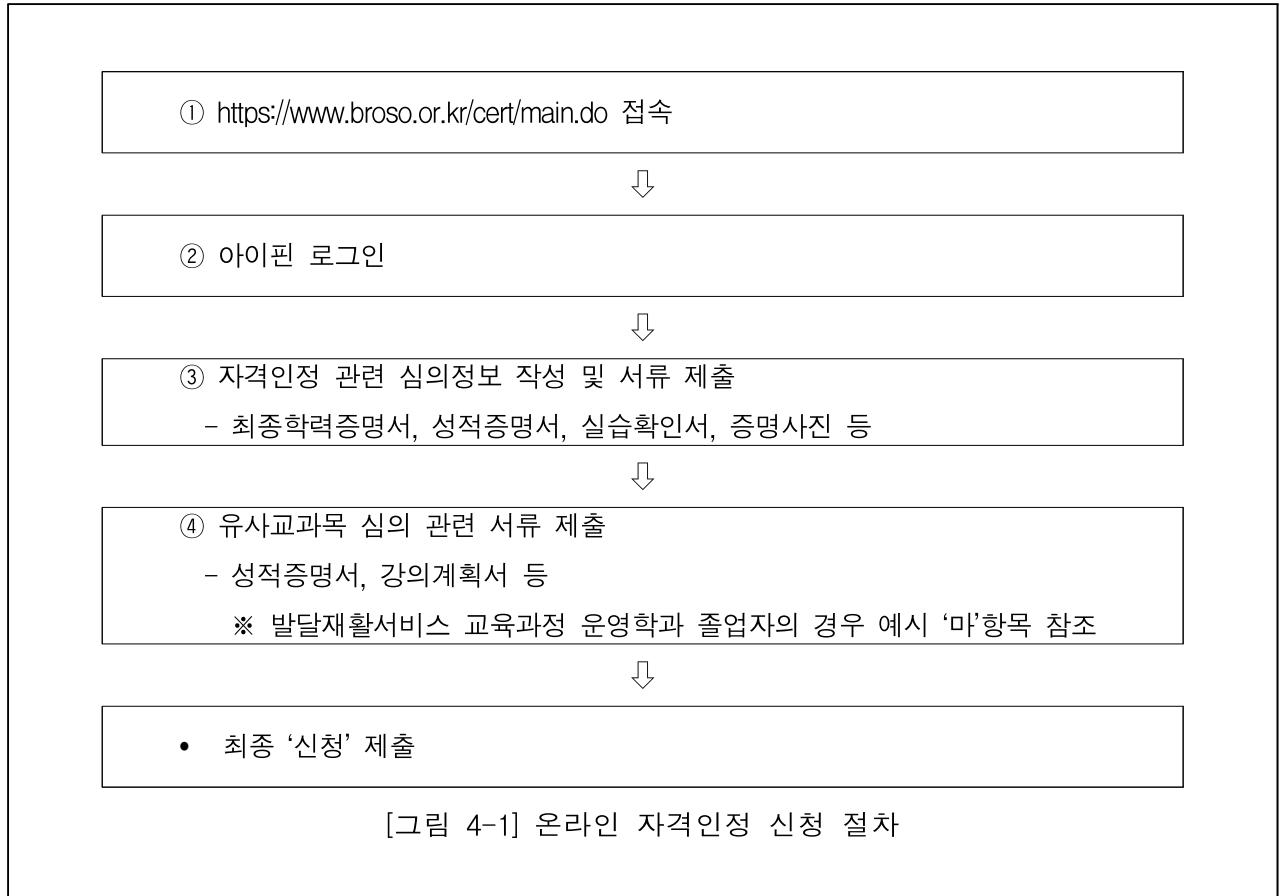 ① https://www.broso.or.kr/cert/main.do 접속
⇩
② 아이핀 로그인
⇩
③ 자격인정 관련 심의정보 작성 및 서류 제출
- 최종학력증명서, 성적증명서, 실습확인서, 증명사진 등
⇩
④ 유사교과목 심의 관련 서류 제출
- 성적증명서, 강의계획서 등
※ 발달재활서비스 교육과정 운영학과 졸업자의 경우 예시 ‘마’항목 참조
⇩
• 최종 ‘신청’ 제출
[그림 4-1] 온라인 자격인정 신청 절차